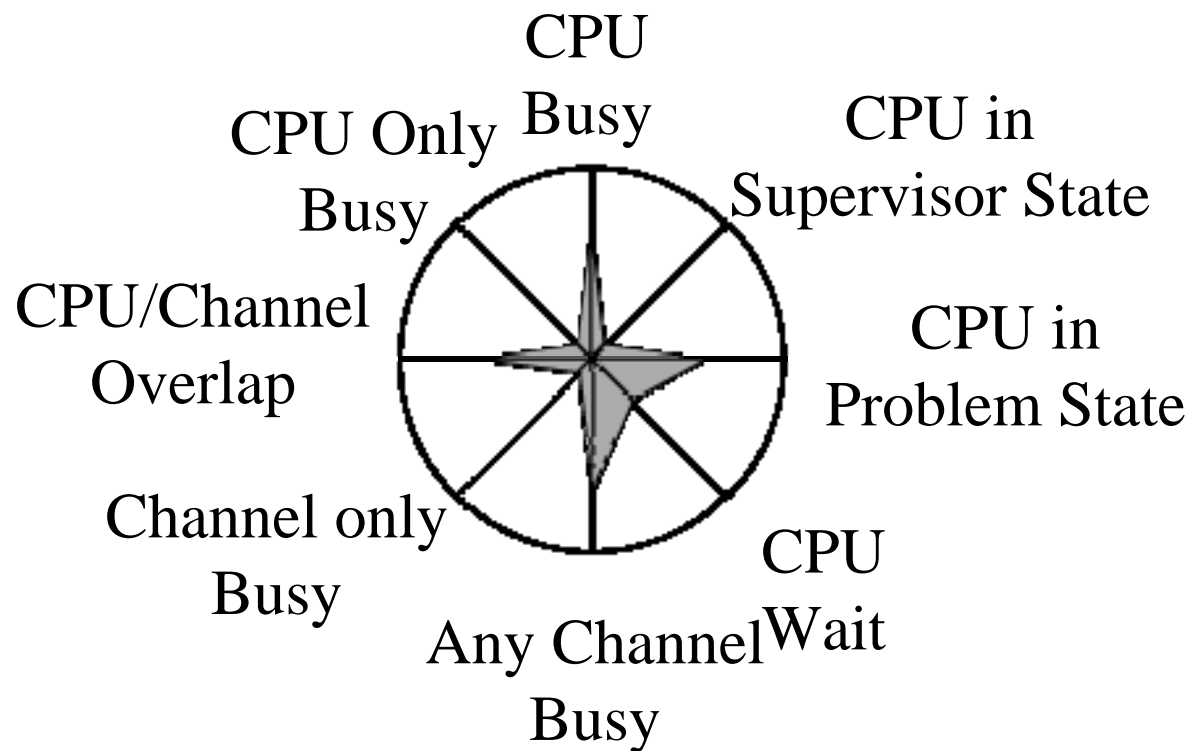 CPU
Busy
CPU in
Supervisor State
CPU in
Problem State
CPU
Wait
Any Channel
Busy
Channel only
Busy
CPU/Channel
Overlap
CPU Only
Busy